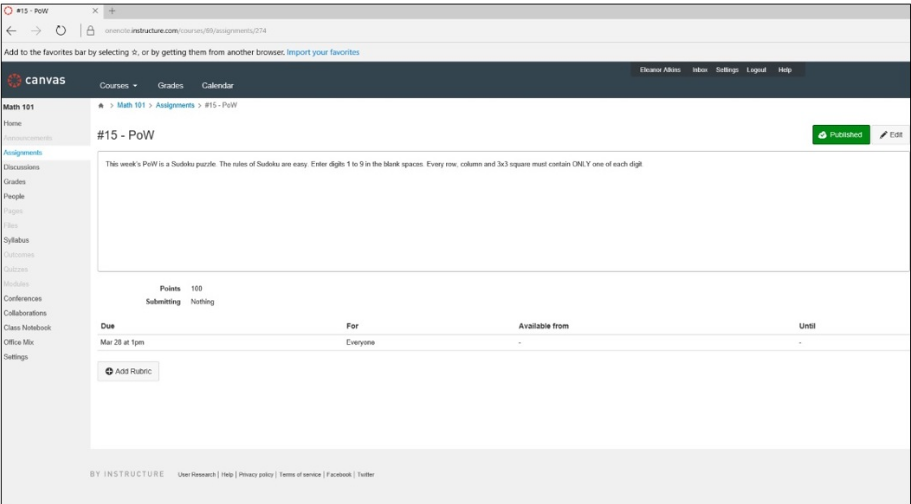 #15 - PoW
onenote.instructure.com/courses/89/assignments/274
Add to the favorites bar by selecting ☆, or by getting them from another browser. Import your favorites
canvas
Courses
Grades
Calendar
Eleanor Atkins Inbox Settings Logout Help
Math 101
Home
Announcements
Assignments
Discussions
Grades
People
Pages
Files
Syllabus
Outcomes
Quizzes
Modules
Conferences
Collaborations
Class Notebook
Office Mix
Settings
> Math 101 > Assignments > #15 - PoW
#15 - PoW
Published
Edit
This week's PoW is a Sudoku puzzle. The rules of Sudoku are easy. Enter digits 1 to 9 in the blank spaces. Every row, column and 3x3 square must contain ONLY one of each digit
Points 100
Submitting Nothing
Due For Available from Until
Mar 28 at 1pm Everyone - -
Add Rubric
BY INSTRUCTURE User Research | Help | Privacy policy | Terms of service | Facebook | Twitter